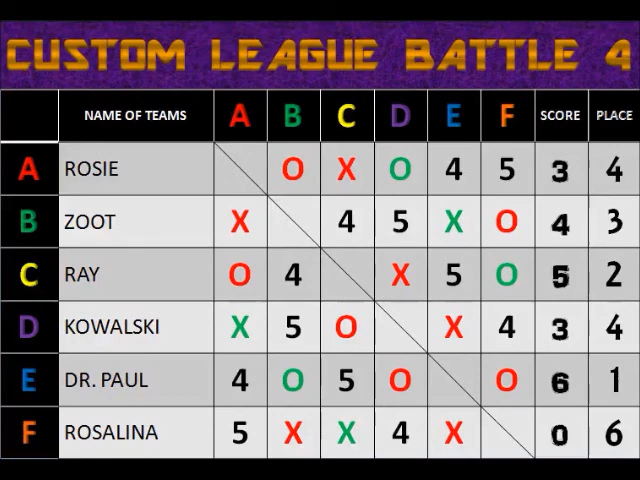 CUSTOM LEAGUE BATTLE 4
NAME OF TEAMS A B C D E F SCORE PLACE
A ROSIE O X O 4 5 3 4
B ZOOT X 4 5 X O 4 3
C RAY O 4 X 5 O 5 2
D KOWALSKI X 5 O X 4 3 4
E DR. PAUL 4 O 5 O O 6 1
F ROSALINA 5 X X 4 X 0 6